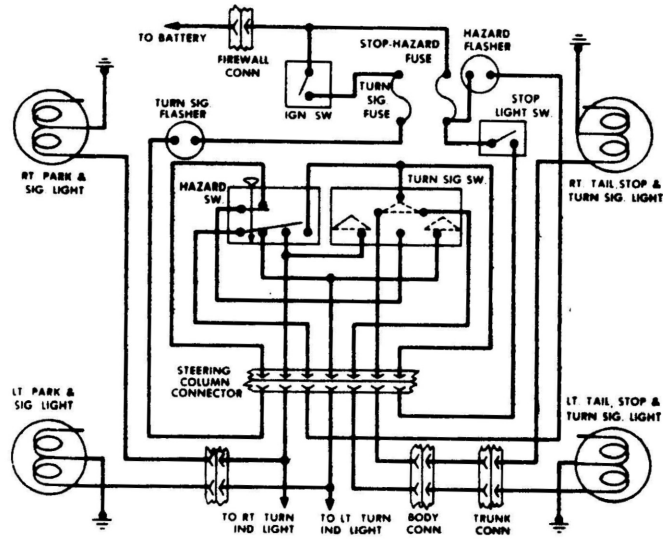 TO BATTERY
FIREWALL
CONN
STOP-HAZARD
FUSE
HAZARD
FLASHER
TURN SIG.
FLASHER
IGN SW
TURN
SIG.
FUSE
STOP
LIGHT SW.
RT PARK &
SIG. LIGHT
HAZARD
SW.
TURN SIG SW.
RT. TAIL, STOP &
TURN SIG. LIGHT
STEERING
COLUMN
CONNECTOR
LT. PARK &
SIG. LIGHT
LT. TAIL, STOP &
TURN SIG. LIGHT
TO RT TURN
IND LIGHT
TO LT TURN
IND LIGHT
BODY
CONN.
TRUNK
CONN